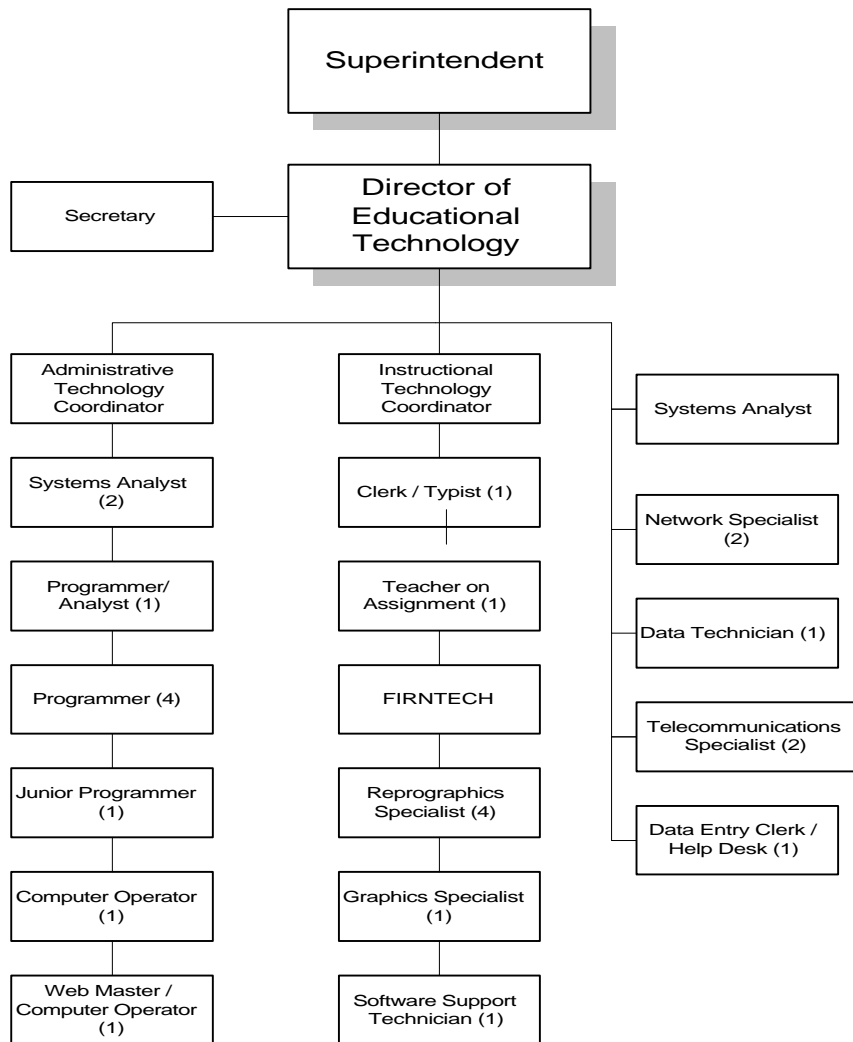 Superintendent
Director of
Educational
Technology
Secretary
Administrative
Technology
Coordinator
Systems Analyst
(2)
Programmer/
Analyst (1)
Programmer (4)
Junior Programmer
(1)
Computer Operator
(1)
Web Master /
Computer Operator
(1)
Instructional
Technology
Coordinator
Clerk / Typist (1)
Teacher on
Assignment (1)
FIRNTECH
Reprographics
Specialist (4)
Graphics Specialist
(1)
Software Support
Technician (1)
Systems Analyst
Network Specialist
(2)
Data Technician (1)
Telecommunications
Specialist (2)
Data Entry Clerk /
Help Desk (1)